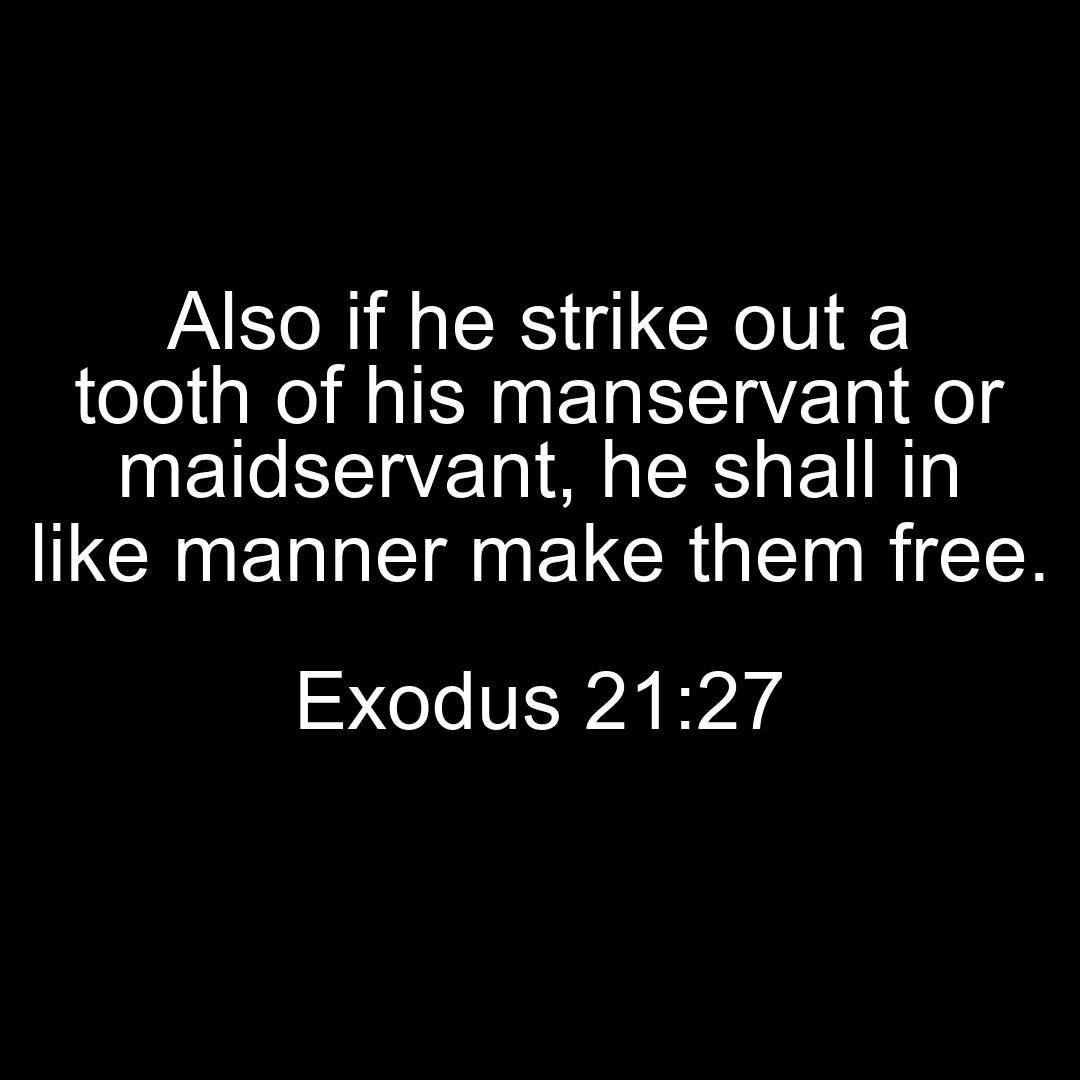 Also if he strike out a
tooth of his manservant or
maidservant, he shall in
like manner make them free.
Exodus 21:27